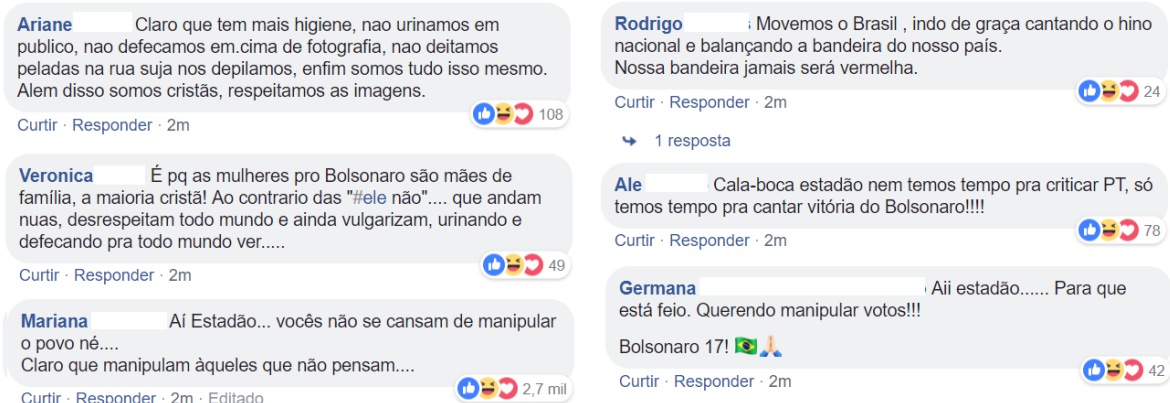 Ariane Claro que tem mais higiene, nao urinamos em
publico, nao defecamos em.cima de fotografia, nao deitamos
peladas na rua suja nos depilamos, enfim somos tudo isso mesmo.
Alem disso somos cristãs, respeitamos as imagens.
108
Curtir · Responder · 2m
Veronica É pq as mulheres pro Bolsonaro são mães de
família, a maioria cristã! Ao contrario das "#ele não".... que andam
nuas, desrespeitam todo mundo e ainda vulgarizam, urinando e
defecando pra todo mundo ver.....
49
Curtir · Responder · 2m
Mariana Aí Estadão... vocês não se cansam de manipular
o povo né....
Claro que manipulam àqueles que não pensam....
2,7 mil
Curtir · Responder · 2m · Editado
Rodrigo Movemos o Brasil , indo de graça cantando o hino
nacional e balançando a bandeira do nosso país.
Nossa bandeira jamais será vermelha.
24
Curtir · Responder · 2m
1 resposta
Ale Cala-boca estadão nem temos tempo pra criticar PT, só
temos tempo pra cantar vitória do Bolsonaro!!!!
78
Curtir · Responder · 2m
Germana Aii estadão...... Para que
está feio. Querendo manipular votos!!!
Bolsonaro 17! 🇧🇷🙏🏻
42
Curtir · Responder · 2m